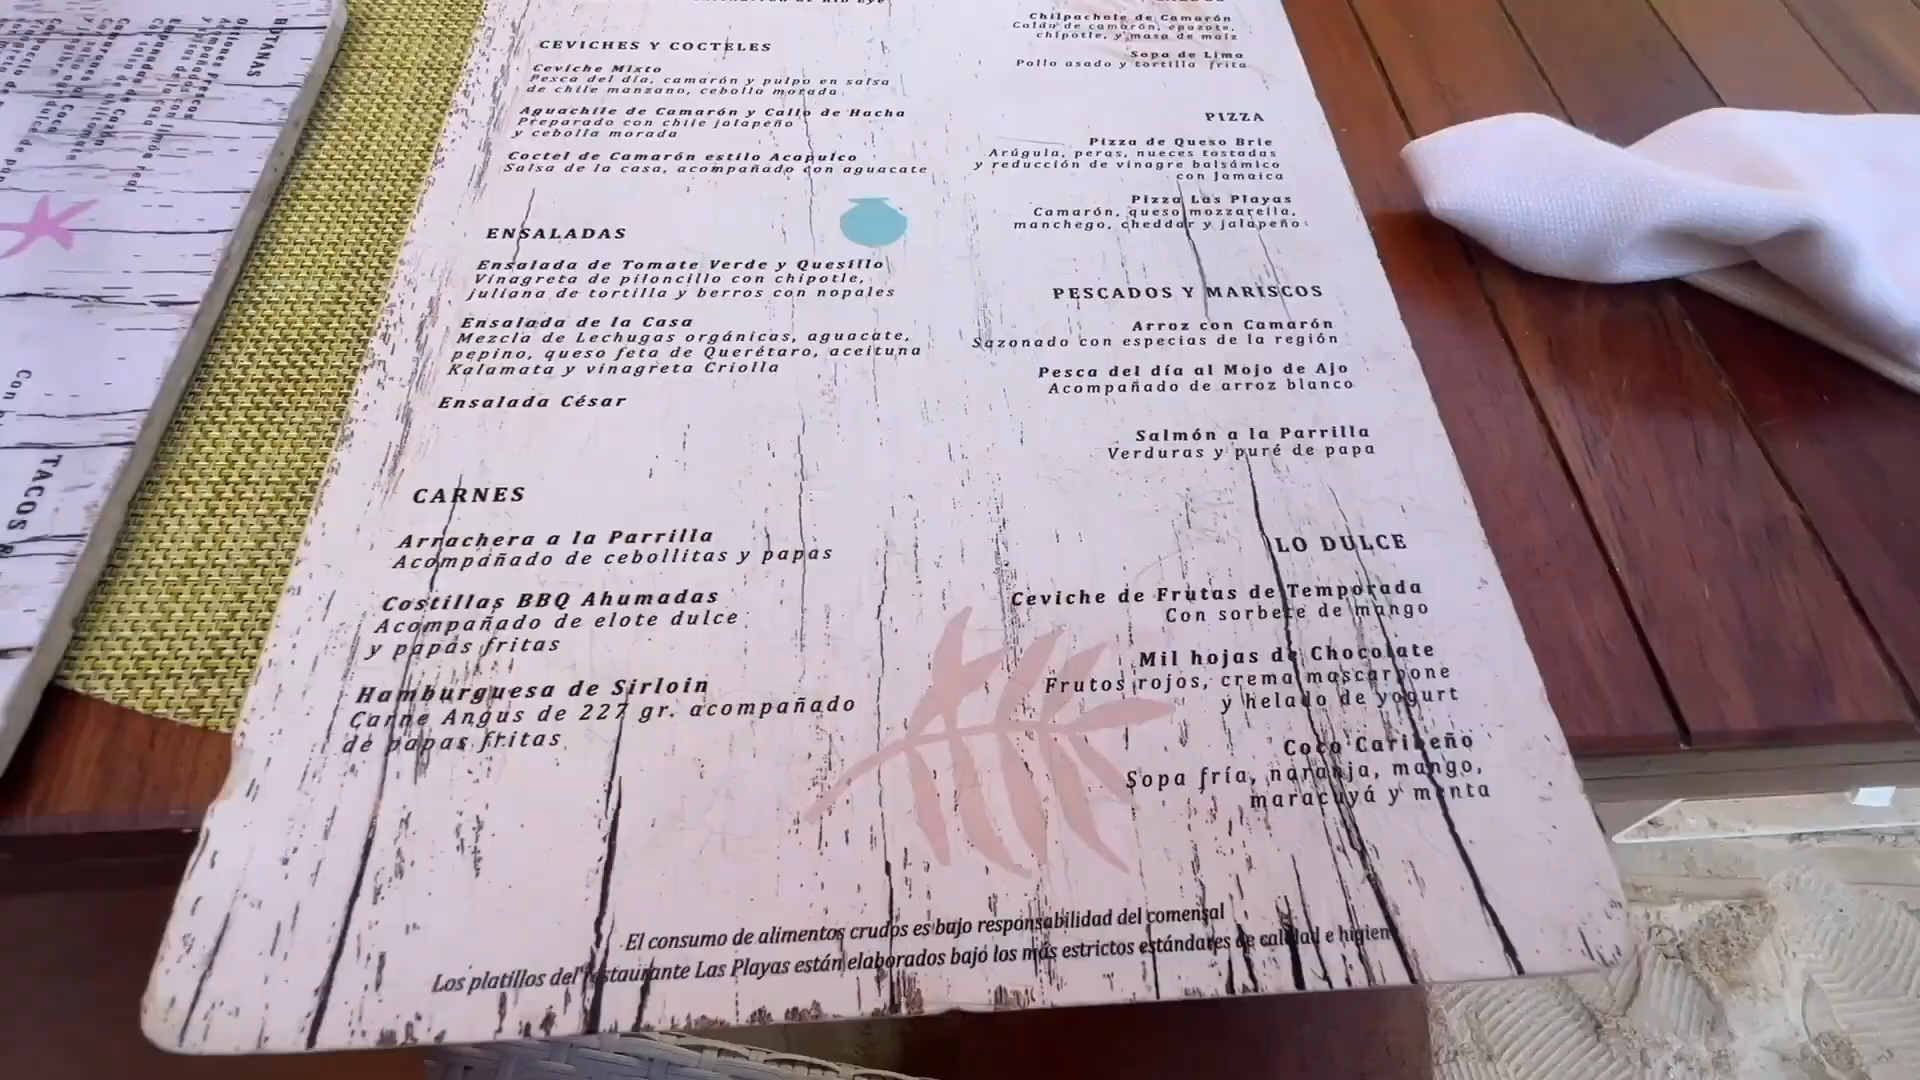 CEVICHES Y COCTELES
Ceviche Mixto
Pesca del día, camarón y pulpo en salsa
de chile manzano, cebolla morada
Aguachile de Camarón y Callo de Hacha
Preparado con chile jalapeño
y cebolla morada
Coctel de Camarón estilo Acapulco
Salsa de la casa, acompañado con aguacate
ENSALADAS
Ensalada de Tomate Verde y Quesillo
Vinagreta de piloncillo con chipotle,
juliana de tortilla y berros con nopales
Ensalada de la Casa
Mezcla de Lechugas orgánicas, aguacate,
pepino, queso feta de Querétaro, aceituna
Kalamata y vinagreta Criolla
Ensalada César
CARNES
Arrachera a la Parrilla
Acompañado de cebollitas y papas
Costillas BBQ Ahumadas
Acompañado de elote dulce
y papas fritas
Hamburguesa de Sirloin
Carne Angus de 227 gr. acompañado
de papas fritas
Chilpachole de Camarón
Caldo de camarón, epazote,
chipotle, y masa de maíz
Sopa de Lima
Pollo asado y tortilla frita
PIZZA
Pizza de Queso Brie
Arúgula, peras, nueces tostadas
y reducción de vinagre balsámico
con Jamaica
Pizza Las Playas
Camarón, queso mozzarella,
manchego, cheddar y jalapeño
PESCADOS Y MARISCOS
Arroz con Camarón
Sazonado con especias de la región
Pesca del día al Mojo de Ajo
Acompañado de arroz blanco
Salmón a la Parrilla
Verduras y puré de papa
LO DULCE
Ceviche de Frutas de Temporada
Con sorbete de mango
Mil hojas de Chocolate
Frutos rojos, crema mascarpone
y helado de yogurt
Coco Caribeño
Sopa fría, naranja, mango,
maracuyá y menta
El consumo de alimentos crudos es bajo responsabilidad del comensal
Los platillos del restaurante Las Playas están elaborados bajo los más estrictos estándares de calidad e higien
BOTANAS
TACOS